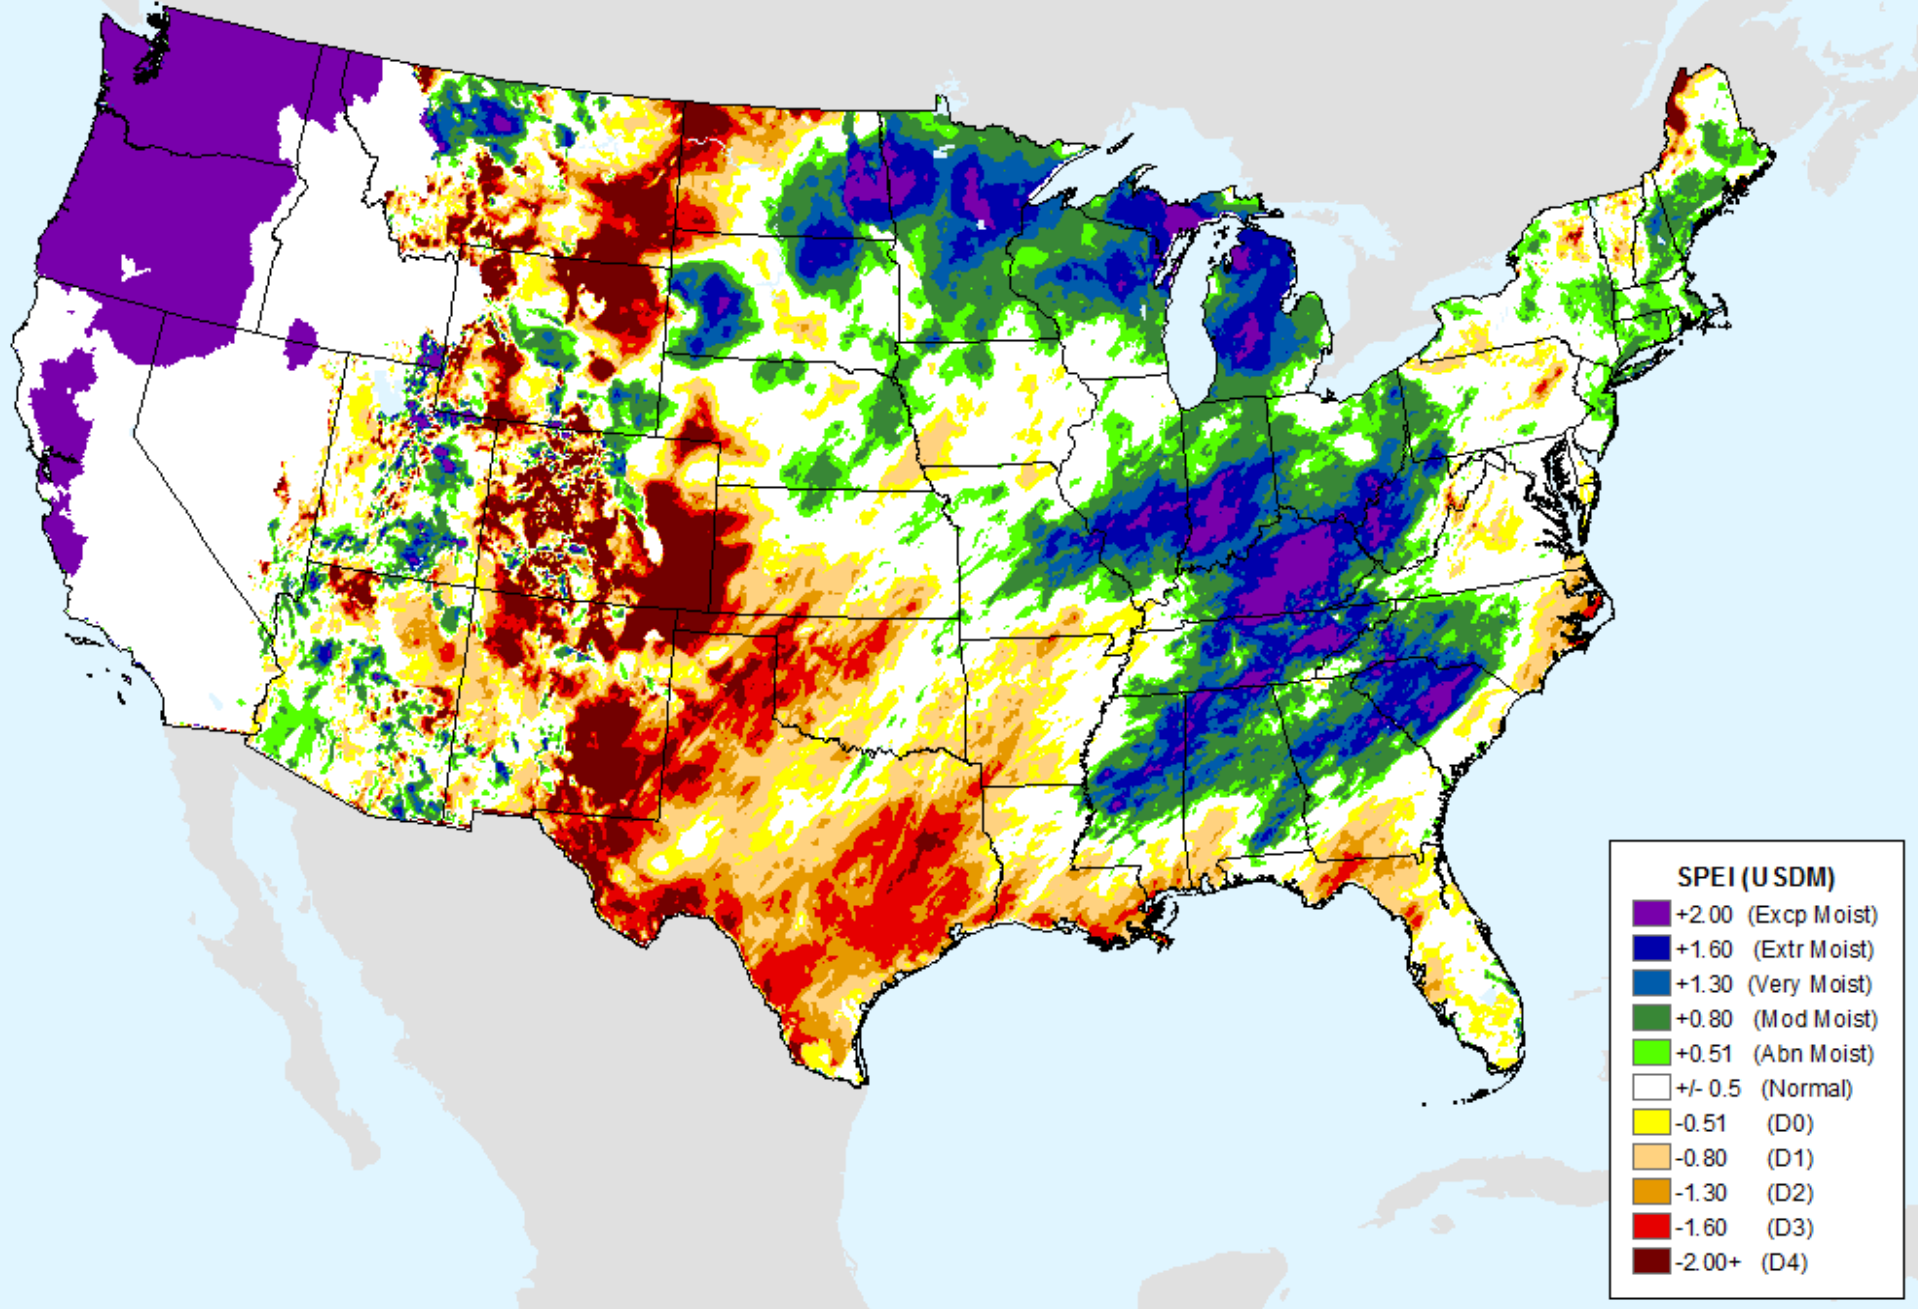 SPEI (USDM)
+2.00 (Excp Moist)
+1.60 (Extr Moist)
+1.30 (Very Moist)
+0.80 (Mod Moist)
+0.51 (Abn Moist)
+/- 0.5 (Normal)
-0.51 (D0)
-0.80 (D1)
-1.30 (D2)
-1.60 (D3)
-2.00+ (D4)